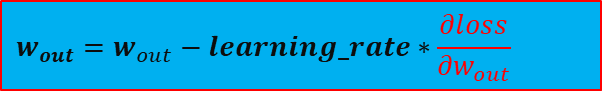 w_out = w_out − learning_rate * ∂loss/∂w_out